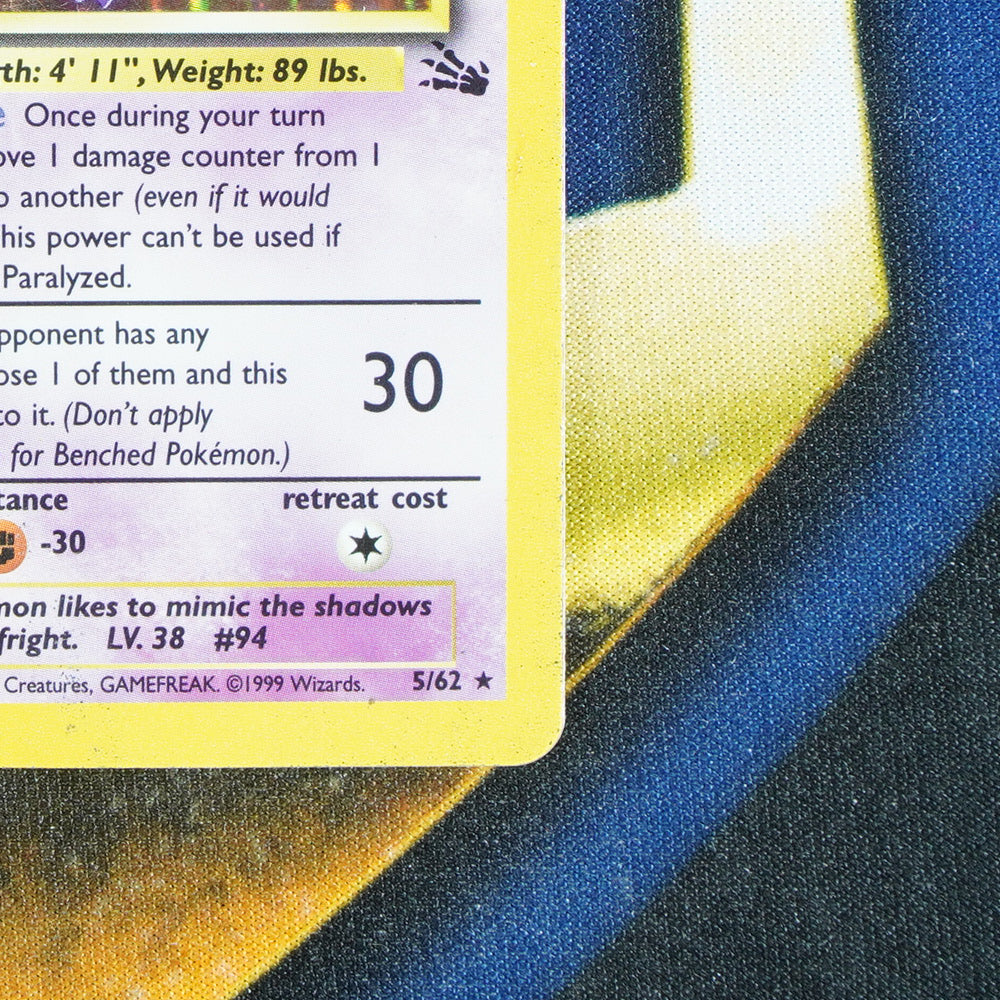 th: 4' 11", Weight: 89 lbs.
e Once during your turn
ove 1 damage counter from 1
o another (even if it would
his power can't be used if
Paralyzed.
pponent has any
ose 1 of them and this
to it. (Don't apply
for Benched Pokémon.)
30
tance
retreat cost
-30
mon likes to mimic the shadows
fright. LV. 38 #94
Creatures, GAMEFREAK. ©1999 Wizards. 5/62 ★